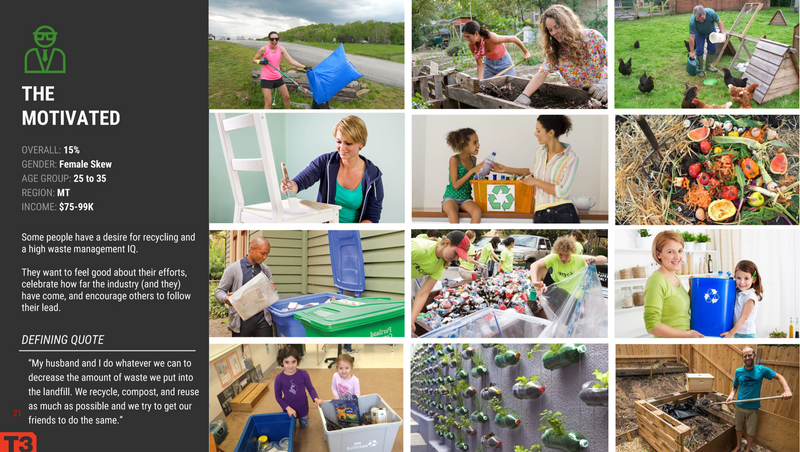 THE
MOTIVATED
OVERALL: 15%
GENDER: Female Skew
AGE GROUP: 25 to 35
REGION: MT
INCOME: $75-99K
Some people have a desire for recycling and
a high waste management IQ.
They want to feel good about their efforts,
celebrate how far the industry (and they)
have come, and encourage others to follow
their lead.
DEFINING QUOTE
“My husband and I do whatever we can to
decrease the amount of waste we put into
the landfill. We recycle, compost, and reuse
as much as possible and we try to get our
friends to do the same.”
21
T3
Portland